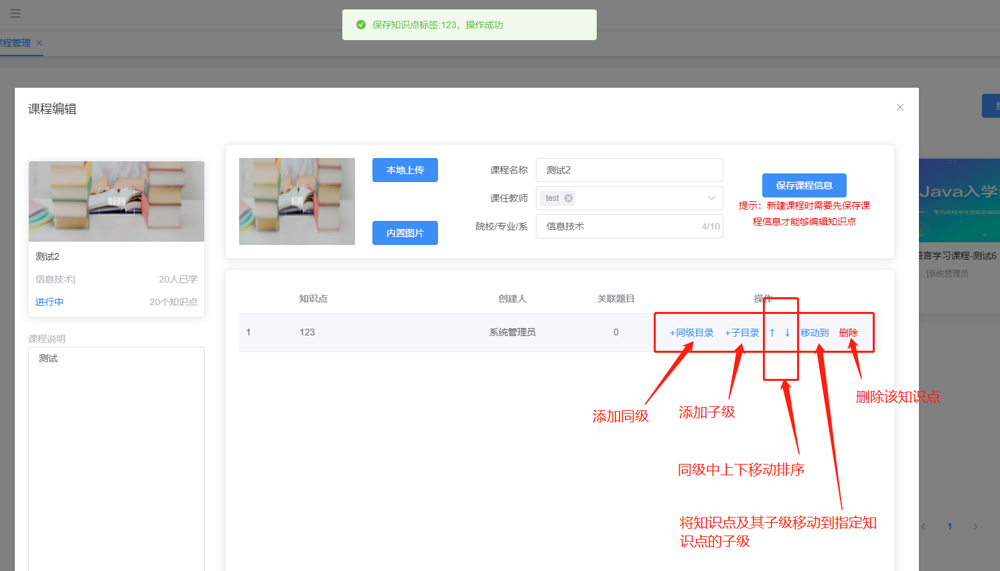 保存知识点标签:123，操作成功
课程管理
课程编辑
本地上传
内置图片
课程名称
测试2
课任教师
test
院校/专业/系
信息技术
4/10
保存课程信息
提示：新建课程时需要先保存课
程信息才能够编辑知识点
精品课程
测试2
信息技术|
20人已学
进行中
20个知识点
课程说明
测试
知识点
创建人
关联题目
操作
1
123
系统管理员
0
+同级目录
+子目录
↑
↓
移动到
删除
添加同级
添加子级
删除该知识点
同级中上下移动排序
将知识点及其子级移动到指定知
识点的子级
Java入学
语言学习课程-测试6
...|系统管理员
1